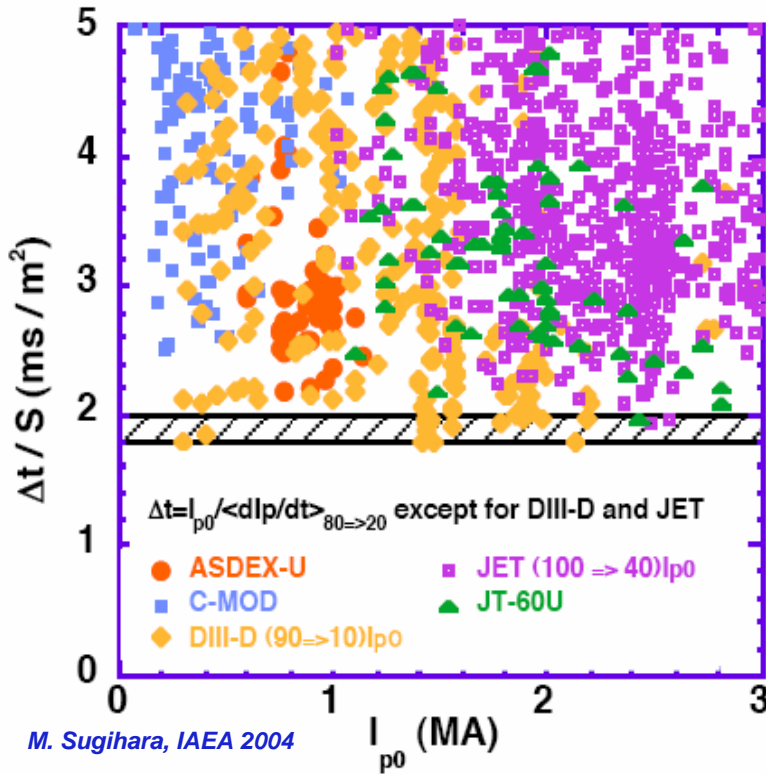 5
4
3
2
1
0
Δt / S (ms / m²)
Δt=Ip0/<dIp/dt>80=>20 except for DIII-D and JET
ASDEX-U
JET (100 => 40)Ip0
C-MOD
JT-60U
DIII-D (90=>10)Ip0
0 1 2 3
M. Sugihara, IAEA 2004
Ip0 (MA)